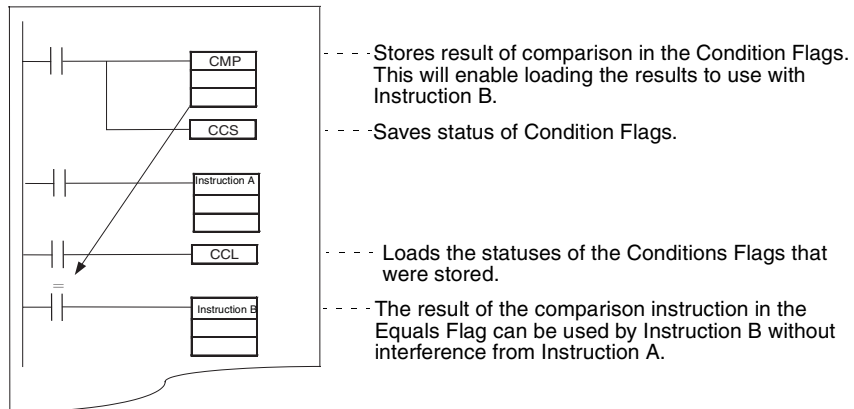 CMP
Stores result of comparison in the Condition Flags.
This will enable loading the results to use with
Instruction B.
CCS
Saves status of Condition Flags.
Instruction A
CCL
Loads the statuses of the Conditions Flags that
were stored.
=
Instruction B
The result of the comparison instruction in the
Equals Flag can be used by Instruction B without
interference from Instruction A.